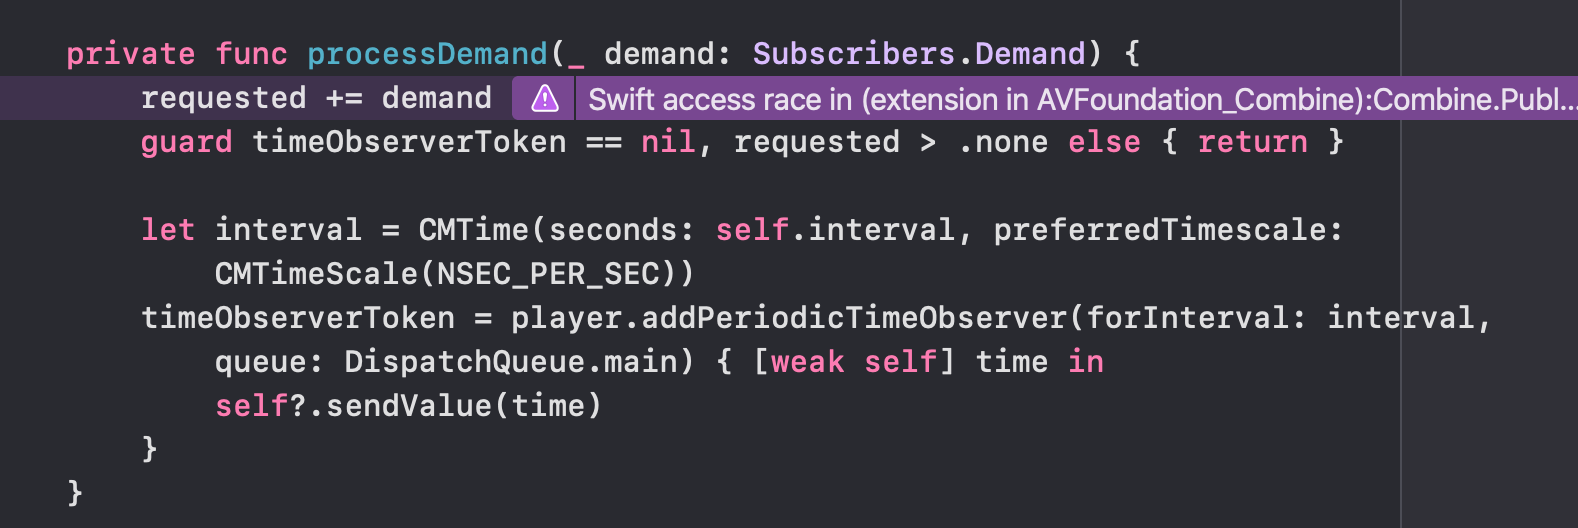 private func processDemand(_ demand: Subscribers.Demand) {
requested += demand Swift access race in (extension in AVFoundation_Combine):Combine.Publ...
guard timeObserverToken == nil, requested > .none else { return }
let interval = CMTime(seconds: self.interval, preferredTimescale:
CMTimeScale(NSEC_PER_SEC))
timeObserverToken = player.addPeriodicTimeObserver(forInterval: interval,
queue: DispatchQueue.main) { [weak self] time in
self?.sendValue(time)
}
}